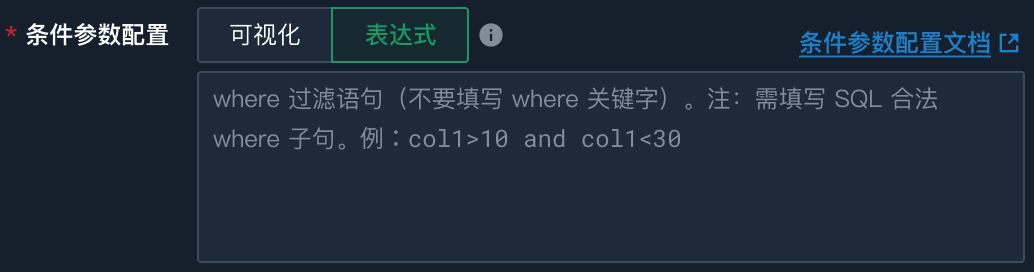 * 条件参数配置 可视化 表达式 条件参数配置文档
where 过滤语句（不要填写 where 关键字）。注：需填写 SQL 合法
where 子句。例：col1>10 and col1<30